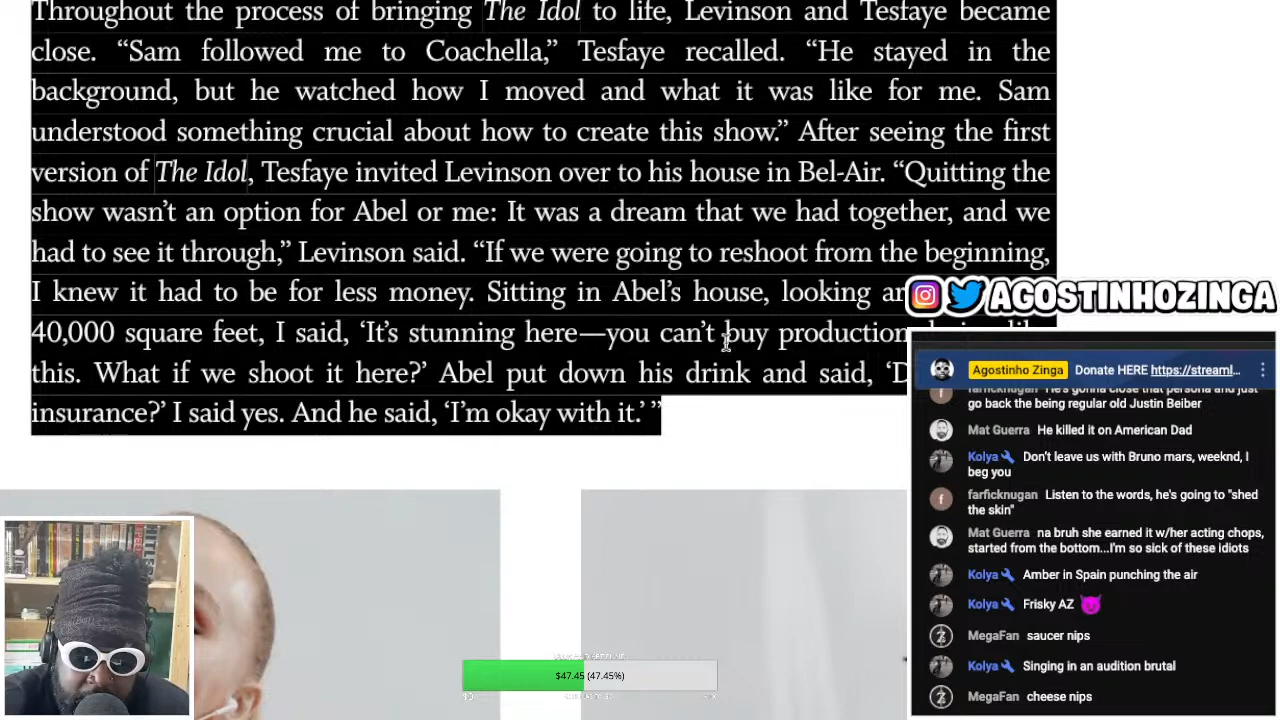 Throughout the process of bringing The Idol to life, Levinson and Tesfaye became
close. “Sam followed me to Coachella,” Tesfaye recalled. “He stayed in the
background, but he watched how I moved and what it was like for me. Sam
understood something crucial about how to create this show.” After seeing the first
version of The Idol, Tesfaye invited Levinson over to his house in Bel-Air. “Quitting the
show wasn’t an option for Abel or me: It was a dream that we had together, and we
had to see it through,” Levinson said. “If we were going to reshoot from the beginning,
I knew it had to be for less money. Sitting in Abel’s house, looking
40,000 square feet, I said, ‘It’s stunning here—you can’t buy production
this. What if we shoot it here?’ Abel put down his drink and said,
insurance?’ I said yes. And he said, ‘I’m okay with it.’ ”
AGOSTINHOZINGA
Agostinho Zinga Donate HERE https://streaml...
farficknugan He's gonna close that persona and just
go back the being regular old Justin Beiber
Mat Guerra He killed it on American Dad
Kolya Don't leave us with Bruno mars, weeknd, I
beg you
farficknugan Listen to the words, he's going to "shed
the skin"
Mat Guerra na bruh she earned it w/her acting chops,
started from the bottom...I'm so sick of these idiots
Kolya Amber in Spain punching the air
Kolya Frisky AZ 😈
MegaFan saucer nips
Kolya Singing in an audition brutal
MegaFan cheese nips
$47.45 (47.45%)